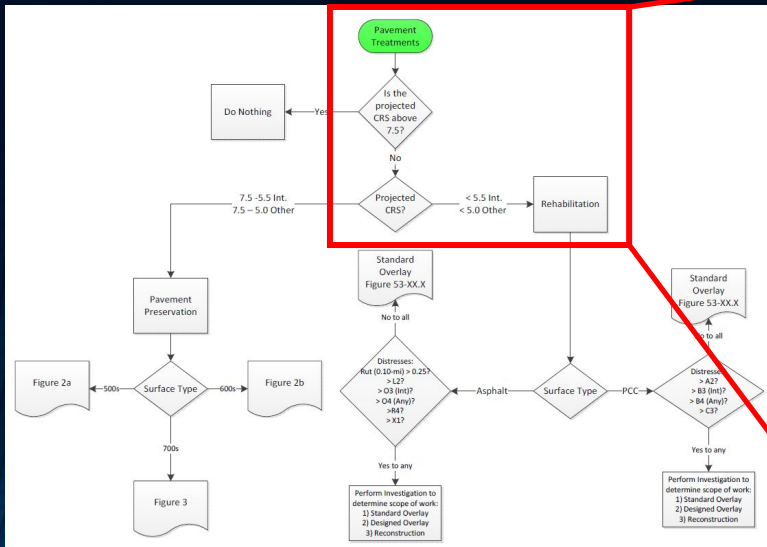 Pavement
Treatments
Is the
projected
CRS above
7.5?
Yes
Do Nothing
No
Projected
CRS?
7.5 -5.5 Int.
7.5 – 5.0 Other
< 5.5 Int.
< 5.0 Other
Rehabilitation
Pavement
Preservation
Surface Type
500s
Figure 2a
600s
Figure 2b
700s
Figure 3
Standard
Overlay
Figure 53-XX.X
No to all
Distresses:
Rut (0.10-mi) > 0.25?
> L2?
> O3 (Int)?
> O4 (Any)?
>R4?
> X1?
Asphalt
Surface Type
PCC
Yes to any
Perform Investigation to
determine scope of work:
1) Standard Overlay
2) Designed Overlay
3) Reconstruction
Standard
Overlay
Figure 53-XX.X
No to all
Distresse
> A2?
> B3 (Int)?
> B4 (Any)?
> C3?
Yes to any
Perform Investigation to
determine scope of work:
1) Standard Overlay
2) Designed Overlay
3) Reconstruction